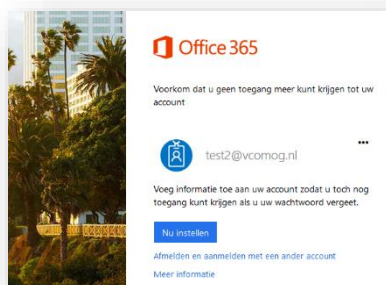 Office 365
Voorkom dat u geen toegang meer kunt krijgen tot uw
account
test2@vcomog.nl
Voeg informatie toe aan uw account zodat u toch nog
toegang kunt krijgen als u uw wachtwoord vergeet.
Nu instellen
Afmelden en aanmelden met een ander account
Meer informatie